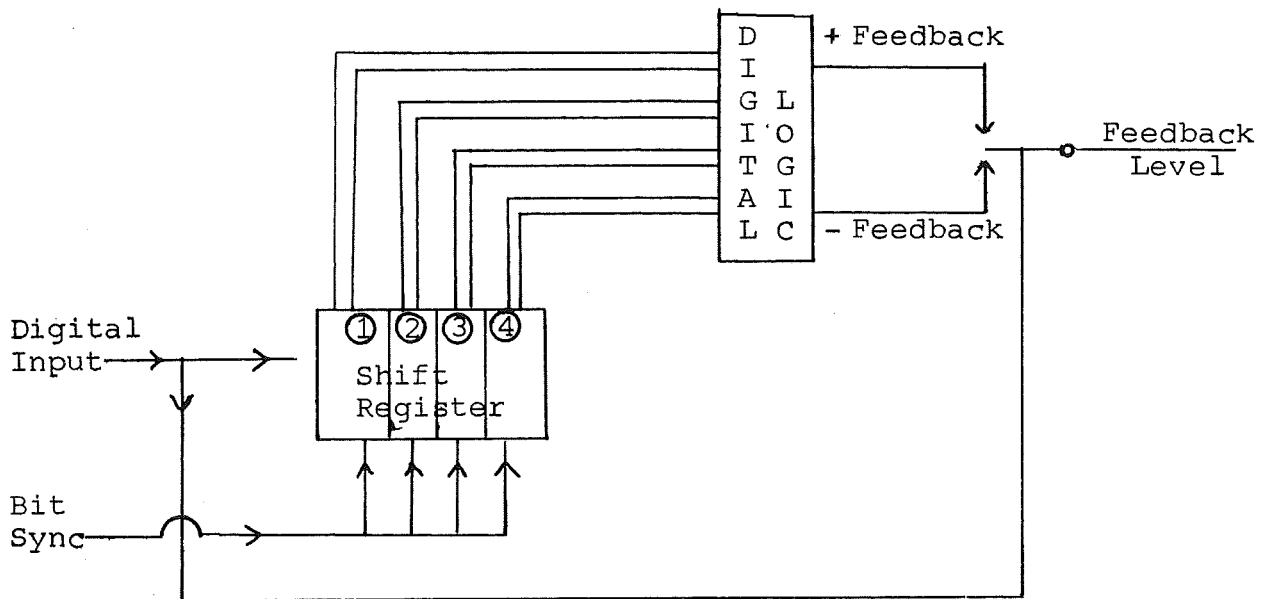 DIGITAL
LOGIC
+ Feedback
- Feedback
Feedback
Level
1 2 3 4
Shift
Register
Digital
Input
Bit
Sync